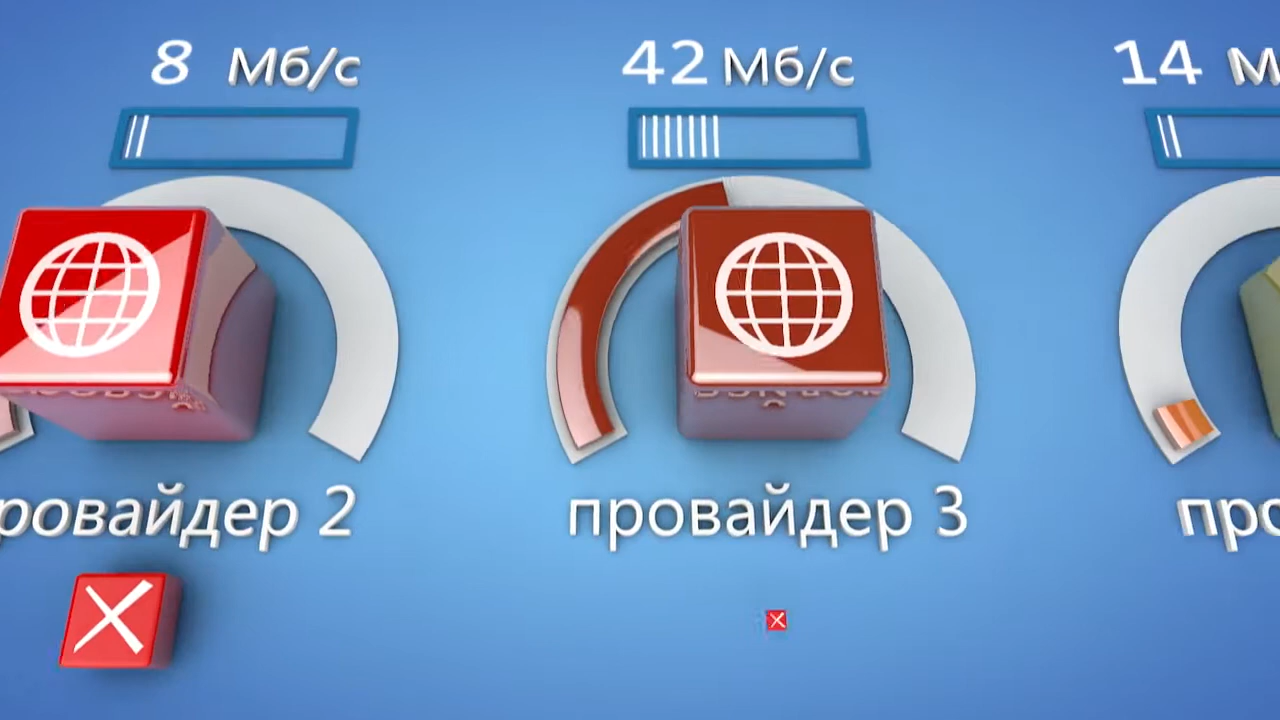 8 Мб/с
42 Мб/с
14
ровайдер 2
провайдер 3